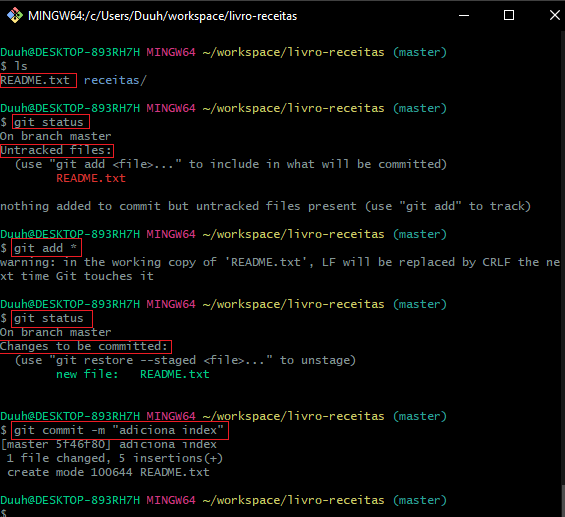 MINGW64:/c/Users/Duuh/workspace/livro-receitas
Duuh@DESKTOP-893RH7H MINGW64 ~/workspace/livro-receitas (master)
$ ls
README.txt receitas/
Duuh@DESKTOP-893RH7H MINGW64 ~/workspace/livro-receitas (master)
$ git status
On branch master
Untracked files:
(use "git add <file>..." to include in what will be committed)
README.txt
nothing added to commit but untracked files present (use "git add" to track)
Duuh@DESKTOP-893RH7H MINGW64 ~/workspace/livro-receitas (master)
$ git add *
warning: in the working copy of 'README.txt', LF will be replaced by CRLF the ne
xt time Git touches it
Duuh@DESKTOP-893RH7H MINGW64 ~/workspace/livro-receitas (master)
$ git status
On branch master
Changes to be committed:
(use "git restore --staged <file>..." to unstage)
new file: README.txt
Duuh@DESKTOP-893RH7H MINGW64 ~/workspace/livro-receitas (master)
$ git commit -m "adiciona index"
[master 5f46f80] adiciona index
1 file changed, 5 insertions(+)
create mode 100644 README.txt
Duuh@DESKTOP-893RH7H MINGW64 ~/workspace/livro-receitas (master)
$